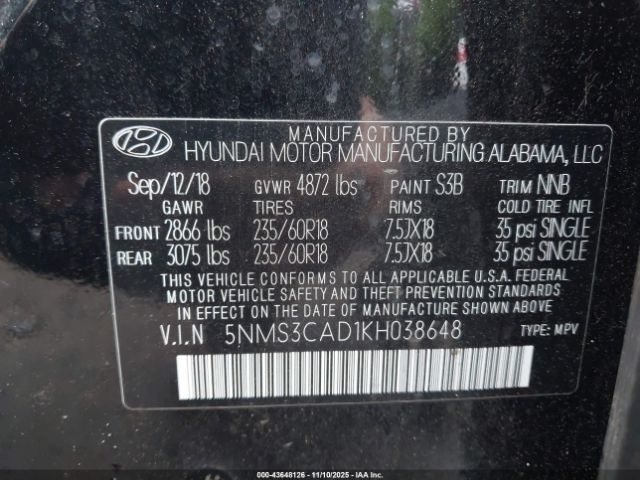 MANUFACTURED BY
HYUNDAI MOTOR MANUFACTURING ALABAMA, LLC
Sep/12/18 GVWR 4872 lbs PAINT S3B TRIM NNB
GAWR TIRES RIMS COLD TIRE INFL
FRONT 2866 lbs 235/60R18 7.5JX18 35 psi SINGLE
REAR 3075 lbs 235/60R18 7.5JX18 35 psi SINGLE
THIS VEHICLE CONFORMS TO ALL APPLICABLE U.S.A. FEDERAL
MOTOR VEHICLE SAFETY AND THEFT PREVENTION STANDARDS
IN EFFECT ON THE DATE OF MANUFACTURE SHOWN ABOVE.
V.I.N 5NMS3CAD1KH038648 TYPE: MPV
000-43648126 - 11/10/2025 - IAA Inc.